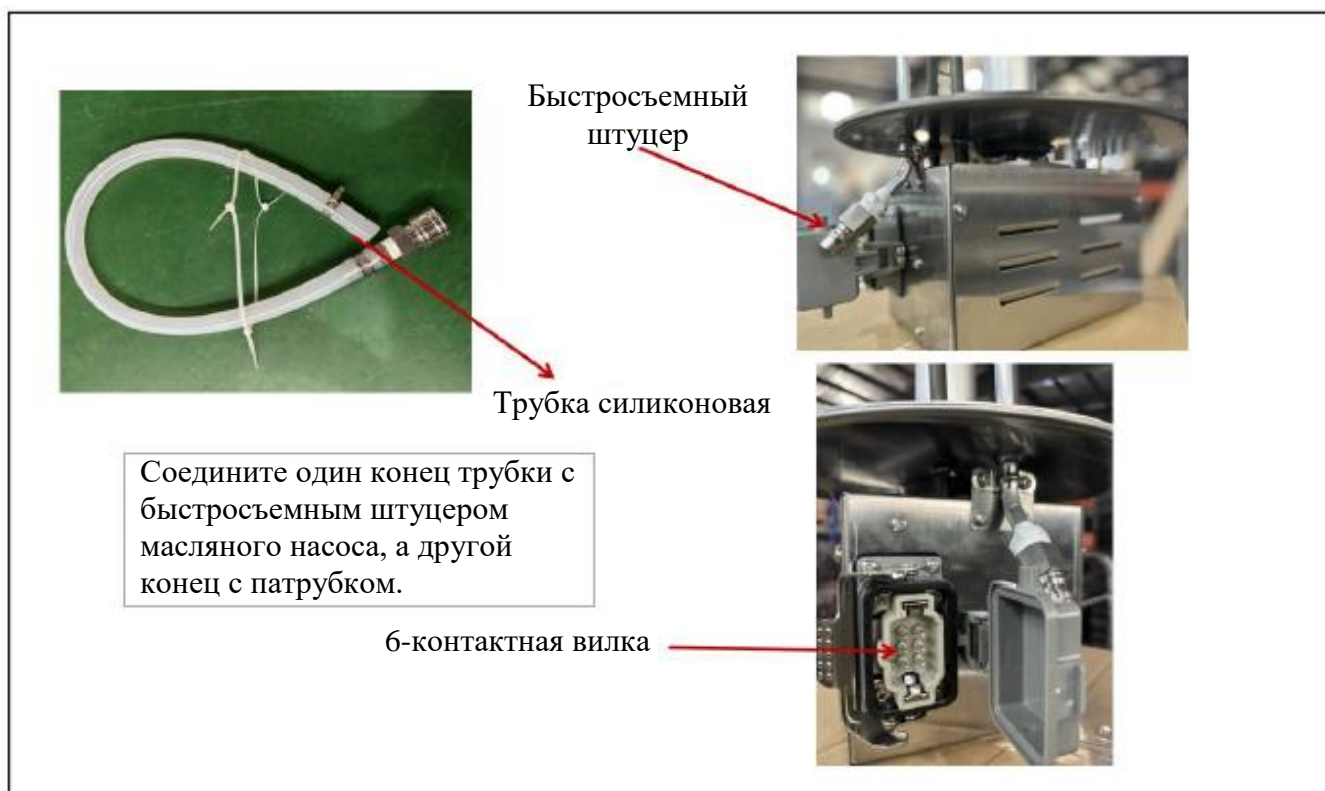 Быстросъемный
штуцер
Трубка силиконовая
Соедините один конец трубки с
быстросъемным штуцером
масляного насоса, а другой
конец с патрубком.
6-контактная вилка